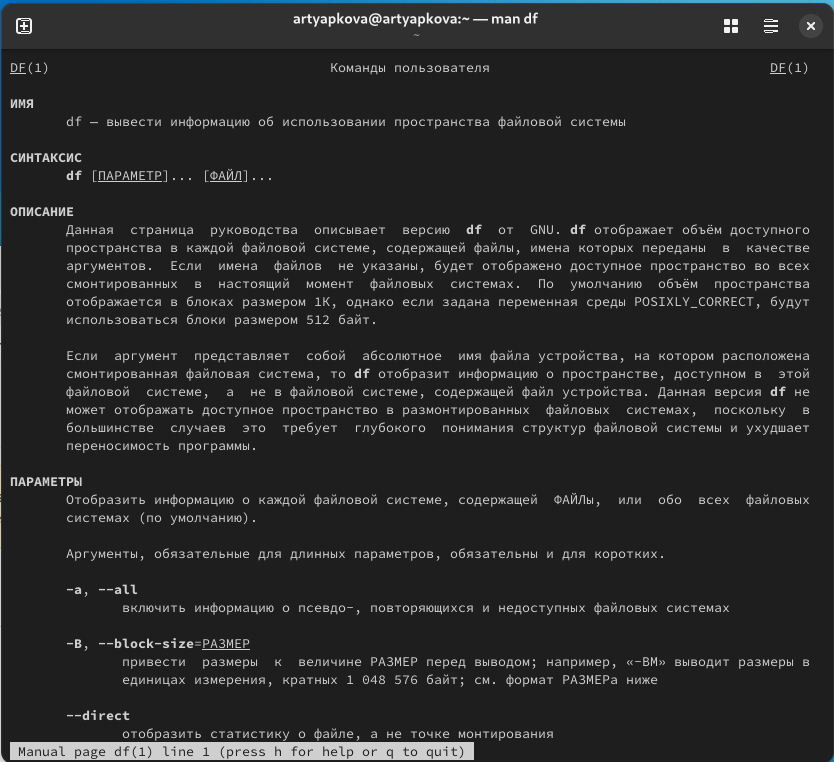 artyapkova@artyapkova:~ — man df
~
DF(1) Команды пользователя DF(1)
ИМЯ
df — вывести информацию об использовании пространства файловой системы
СИНТАКСИС
df [ПАРАМЕТР]... [ФАЙЛ]...
ОПИСАНИЕ
Данная страница руководства описывает версию df от GNU. df отображает объём доступного
пространства в каждой файловой системе, содержащей файлы, имена которых переданы в качестве
аргументов. Если имена файлов не указаны, будет отображено доступное пространство во всех
смонтированных в настоящий момент файловых системах. По умолчанию объём пространства
отображается в блоках размером 1K, однако если задана переменная среды POSIXLY_CORRECT, будут
использоваться блоки размером 512 байт.
Если аргумент представляет собой абсолютное имя файла устройства, на котором расположена
смонтированная файловая система, то df отобразит информацию о пространстве, доступном в этой
файловой системе, а не в файловой системе, содержащей файл устройства. Данная версия df не
может отображать доступное пространство в размонтированных файловых системах, поскольку в
большинстве случаев это требует глубокого понимания структур файловой системы и ухудшает
переносимость программы.
ПАРАМЕТРЫ
Отобразить информацию о каждой файловой системе, содержащей ФАЙЛы, или обо всех файловых
системах (по умолчанию).
Аргументы, обязательные для длинных параметров, обязательны и для коротких.
-a, --all
включить информацию о псевдо-, повторяющихся и недоступных файловых системах
-B, --block-size=РАЗМЕР
привести размеры к величине РАЗМЕР перед выводом; например, «-BM» выводит размеры в
единицах измерения, кратных 1 048 576 байт; см. формат РАЗМЕРа ниже
--direct
отобразить статистику о файле, а не точке монтирования
Manual page df(1) line 1 (press h for help or q to quit)